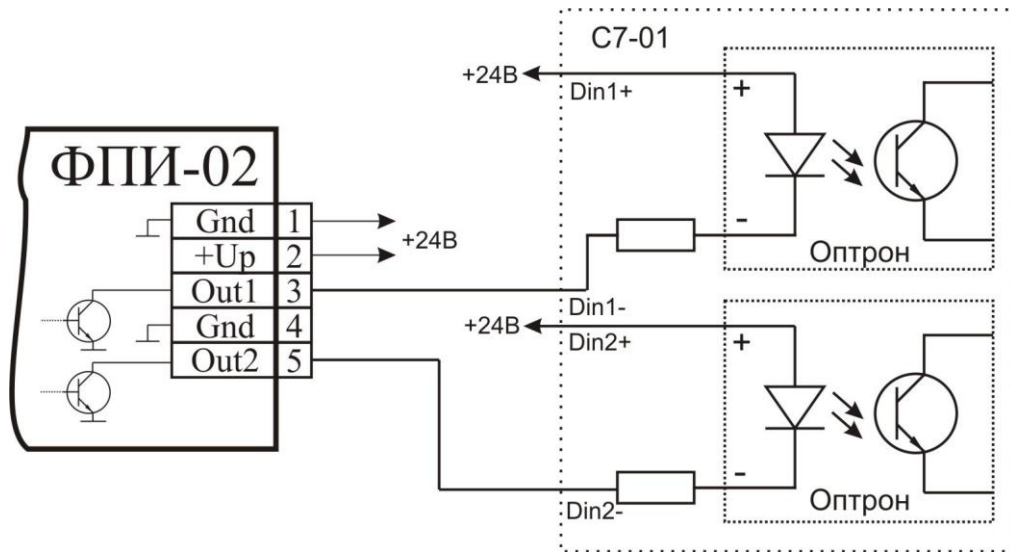 C7-01
+24В
Din1+
+
ФПИ-02
Gnd 1
+Up 2
+24В
Out1 3
Gnd 4
Out2 5
-
Оптрон
Din1-
+24В
Din2+
+
-
Оптрон
Din2-